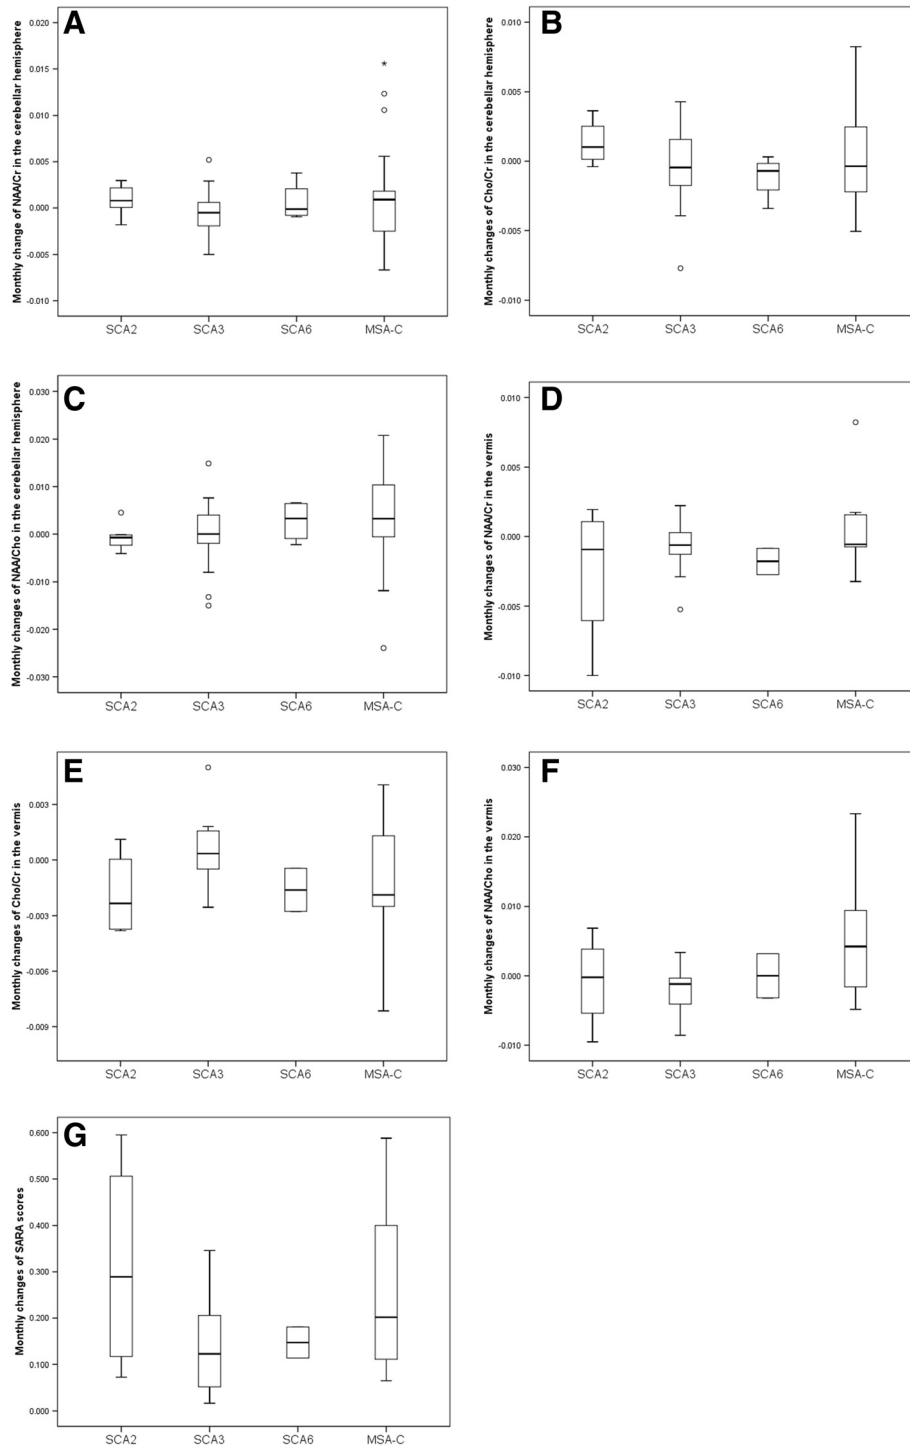 A
Monthly change of NAA/Cr in the cerebellar hemisphere
0.020
0.015
0.010
0.005
0.000
-0.005
-0.010
SCA2 SCA3 SCA6 MSA-C
B
Monthly changes of Cho/Cr in the cerebellar hemisphere
0.010
0.005
0.000
-0.005
-0.010
SCA2 SCA3 SCA6 MSA-C
C
Monthly changes of NAA/Cho in the cerebellar hemisphere
0.030
0.020
0.010
0.000
-0.010
-0.020
-0.030
SCA2 SCA3 SCA6 MSA-C
D
Monthly changes of NAA/Cr in the vermis
0.010
0.005
0.000
-0.005
-0.010
SCA2 SCA3 SCA6 MSA-C
E
Monthly changes of Cho/Cr in the vermis
0.003
0.000
-0.003
-0.006
-0.009
SCA2 SCA3 SCA6 MSA-C
F
Monthly changes of NAA/Cho in the vermis
0.030
0.020
0.010
0.000
-0.010
SCA2 SCA3 SCA6 MSA-C
G
Monthly changes of SARA scores
0.600
0.500
0.400
0.300
0.200
0.100
0.000
SCA2 SCA3 SCA6 MSA-C